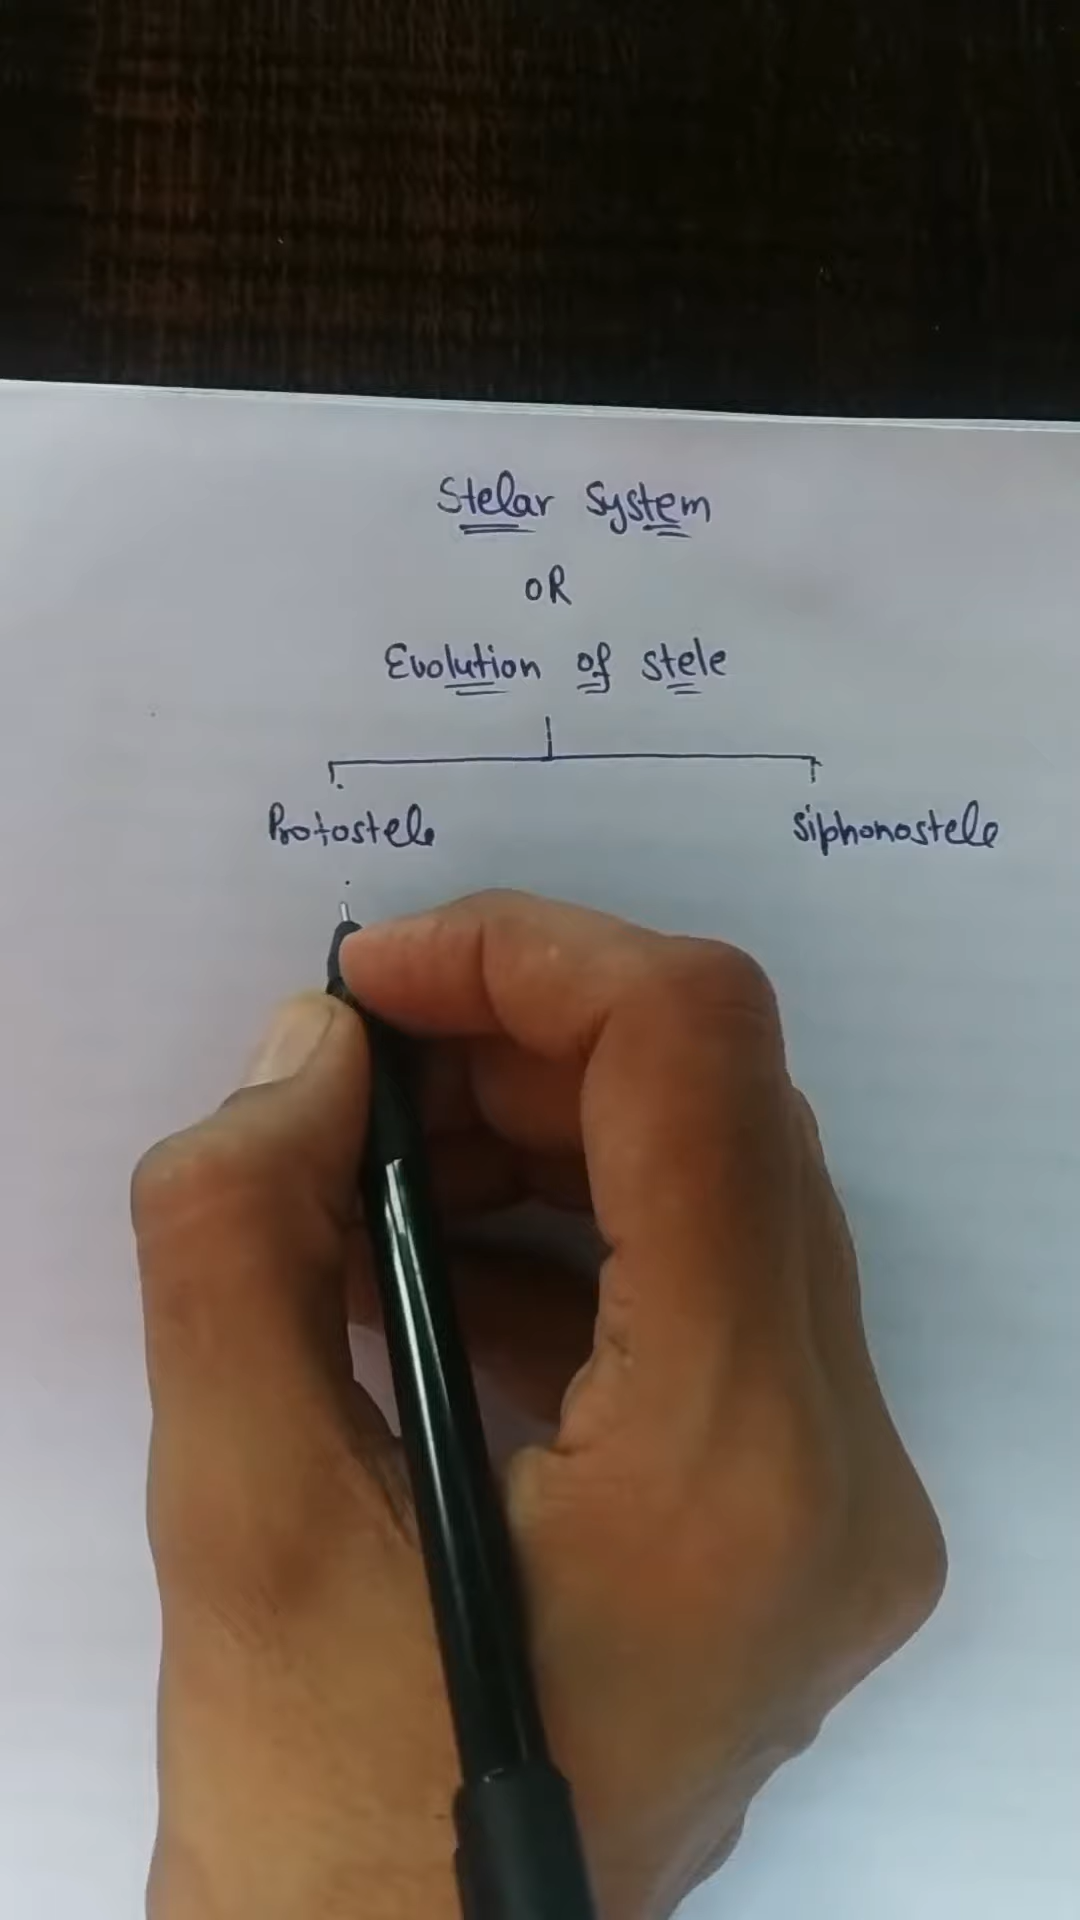 Stelar System
OR
Evolution of stele
Protostele
Siphonostele